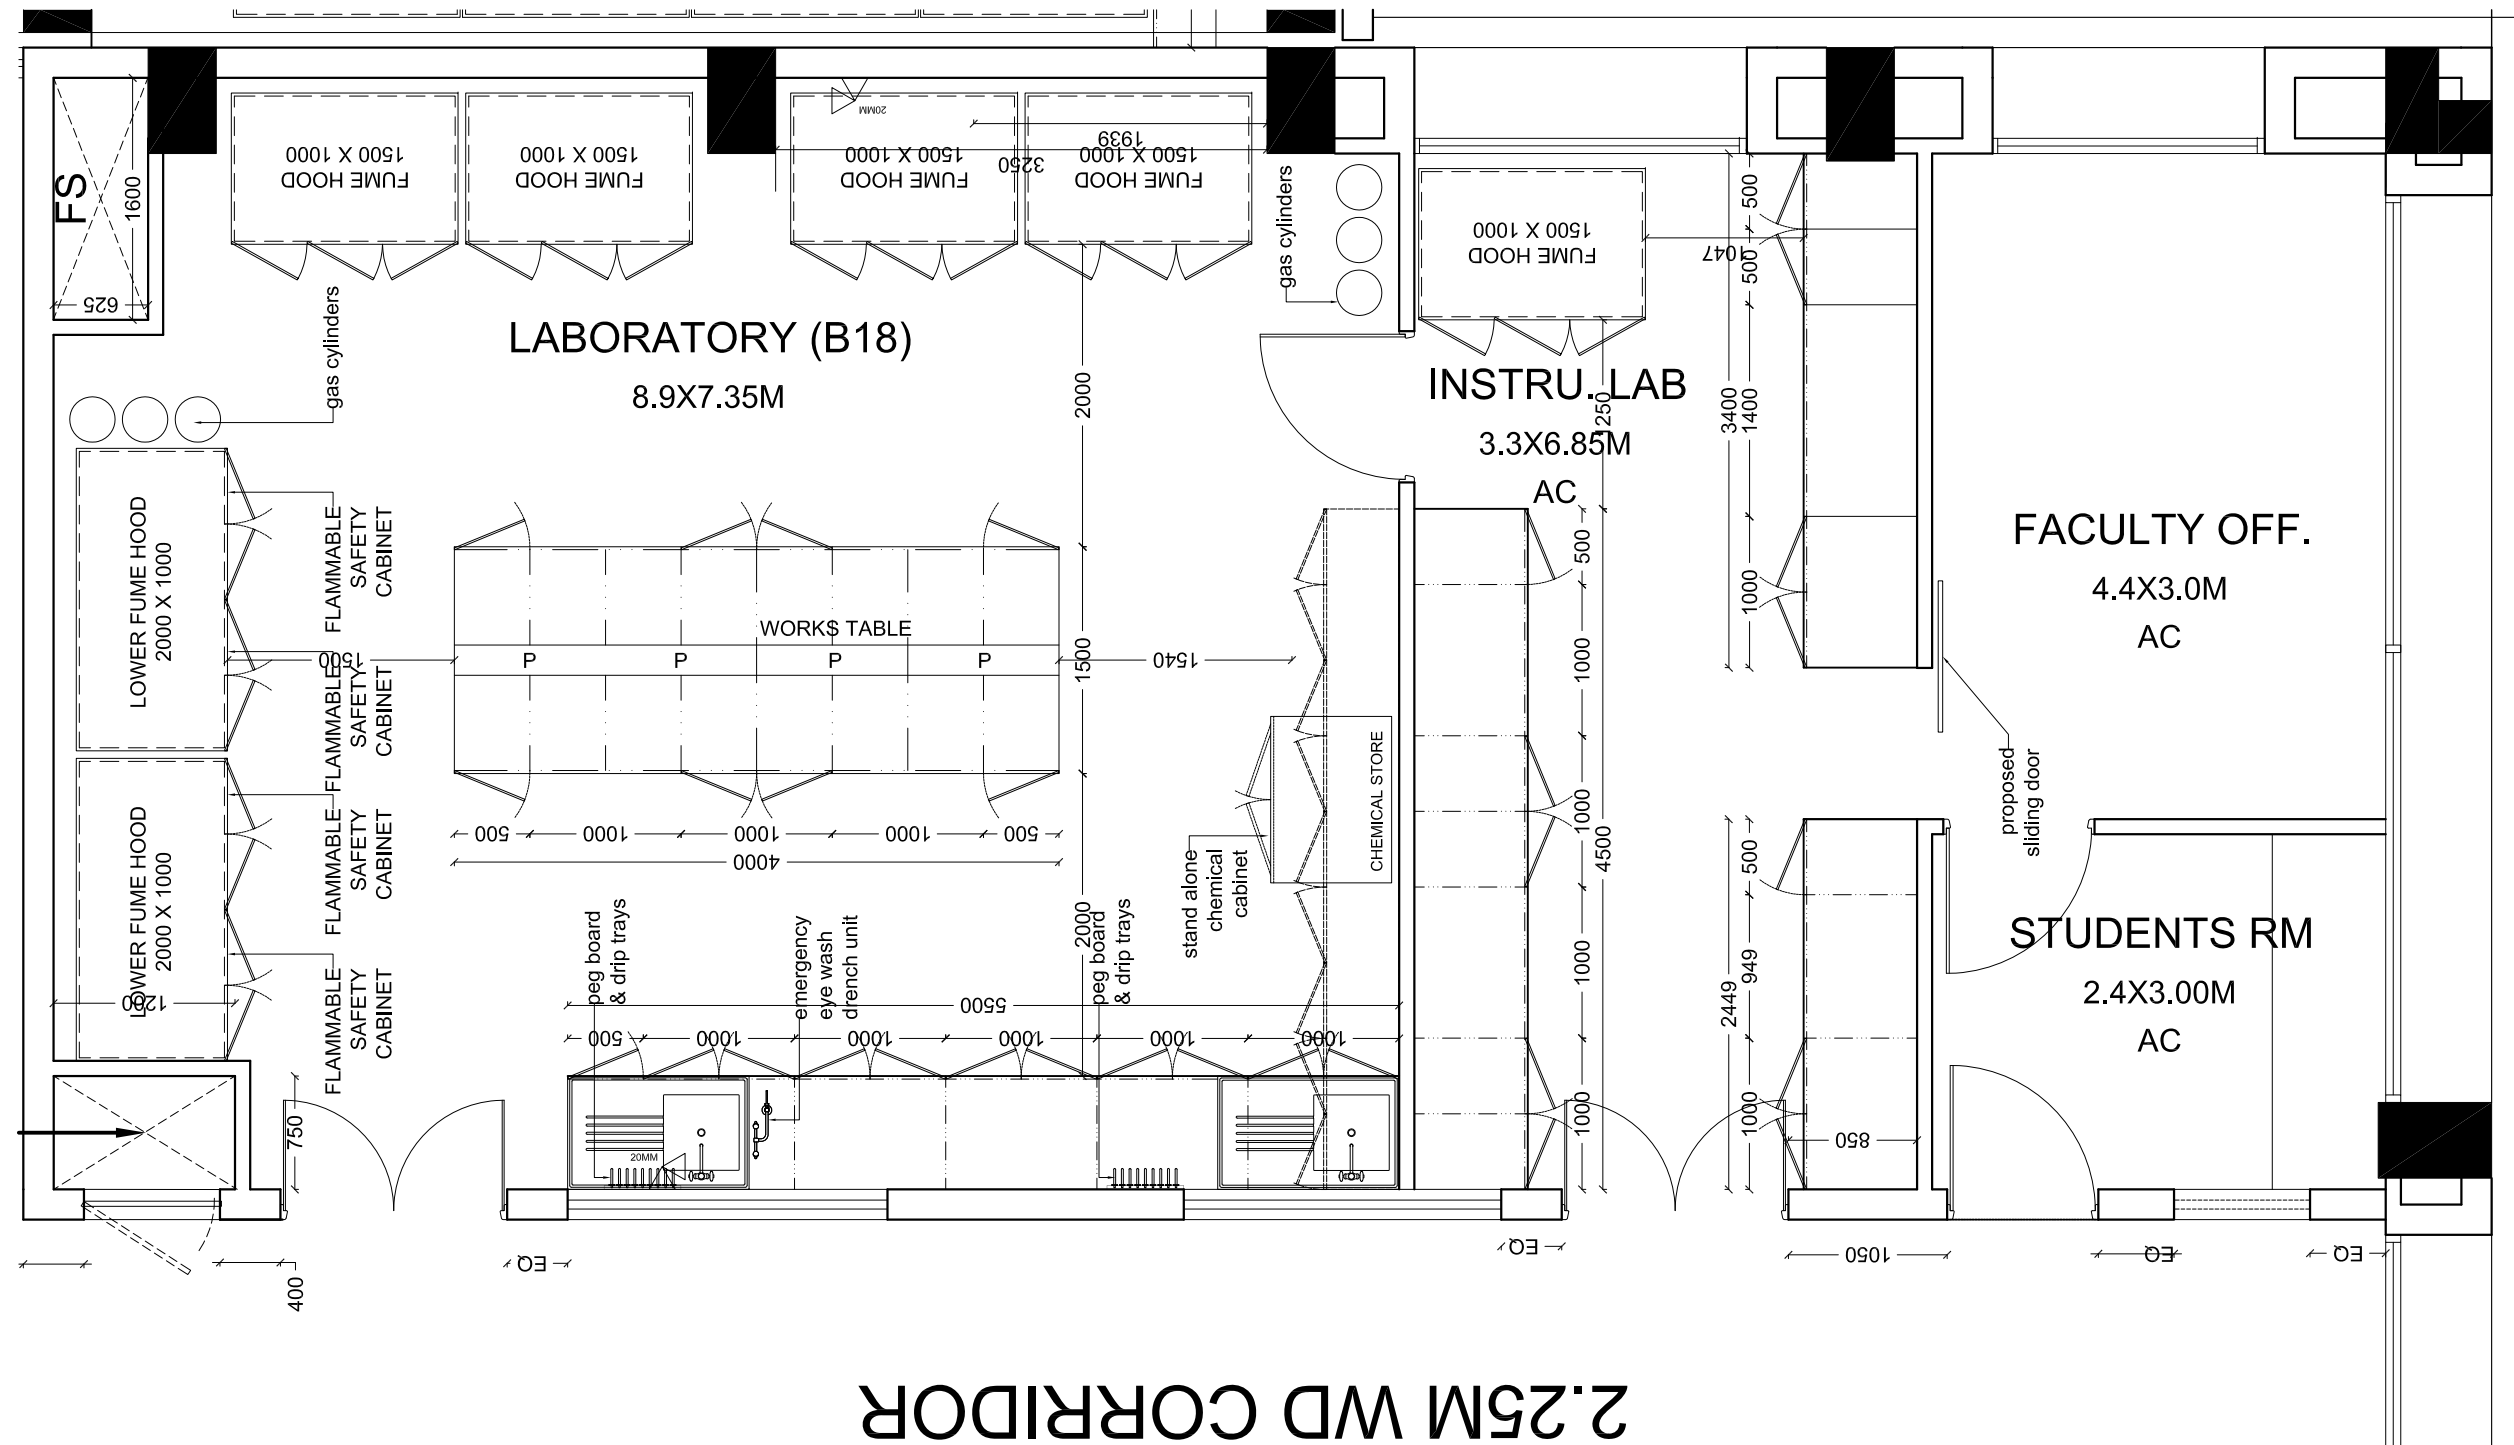 20MM
1939
3250
FUME HOOD
1500 X 1000
FUME HOOD
1500 X 1000
FUME HOOD
1500 X 1000
FUME HOOD
1500 X 1000
FUME HOOD
1500 X 1000
FS
1600
625
gas cylinders
gas cylinders
1047
500
500
1400
1000
3400
LABORATORY (B18)
8.9X7.35M
2000
INSTRU. LAB
3.3X6.85M
AC
1250
FACULTY OFF.
4.4X3.0M
AC
LOWER FUME HOOD
2000 X 1000
LOWER FUME HOOD
2000 X 1000
FLAMMABLE
SAFETY
CABINET
FLAMMABLE
SAFETY
CABINET
FLAMMABLE
SAFETY
CABINET
FLAMMABLE
SAFETY
CABINET
1500
WORKS TABLE
P
P
P
P
1500
1540
500
1000
1000
1000
500
4000
CHEMICAL STORE
stand alone
chemical
cabinet
500
1000
1000
1000
1000
4500
proposed
sliding door
500
949
1000
2449
850
STUDENTS RM
2.4X3.00M
AC
1200
peg board
& drip trays
emergency
eye wash
drench unit
2000
peg board
& drip trays
5500
500
1000
1000
1000
1000
1000
750
20MM
400
EQ
EQ
1050
EQ
EQ
2.25M WD CORRIDOR